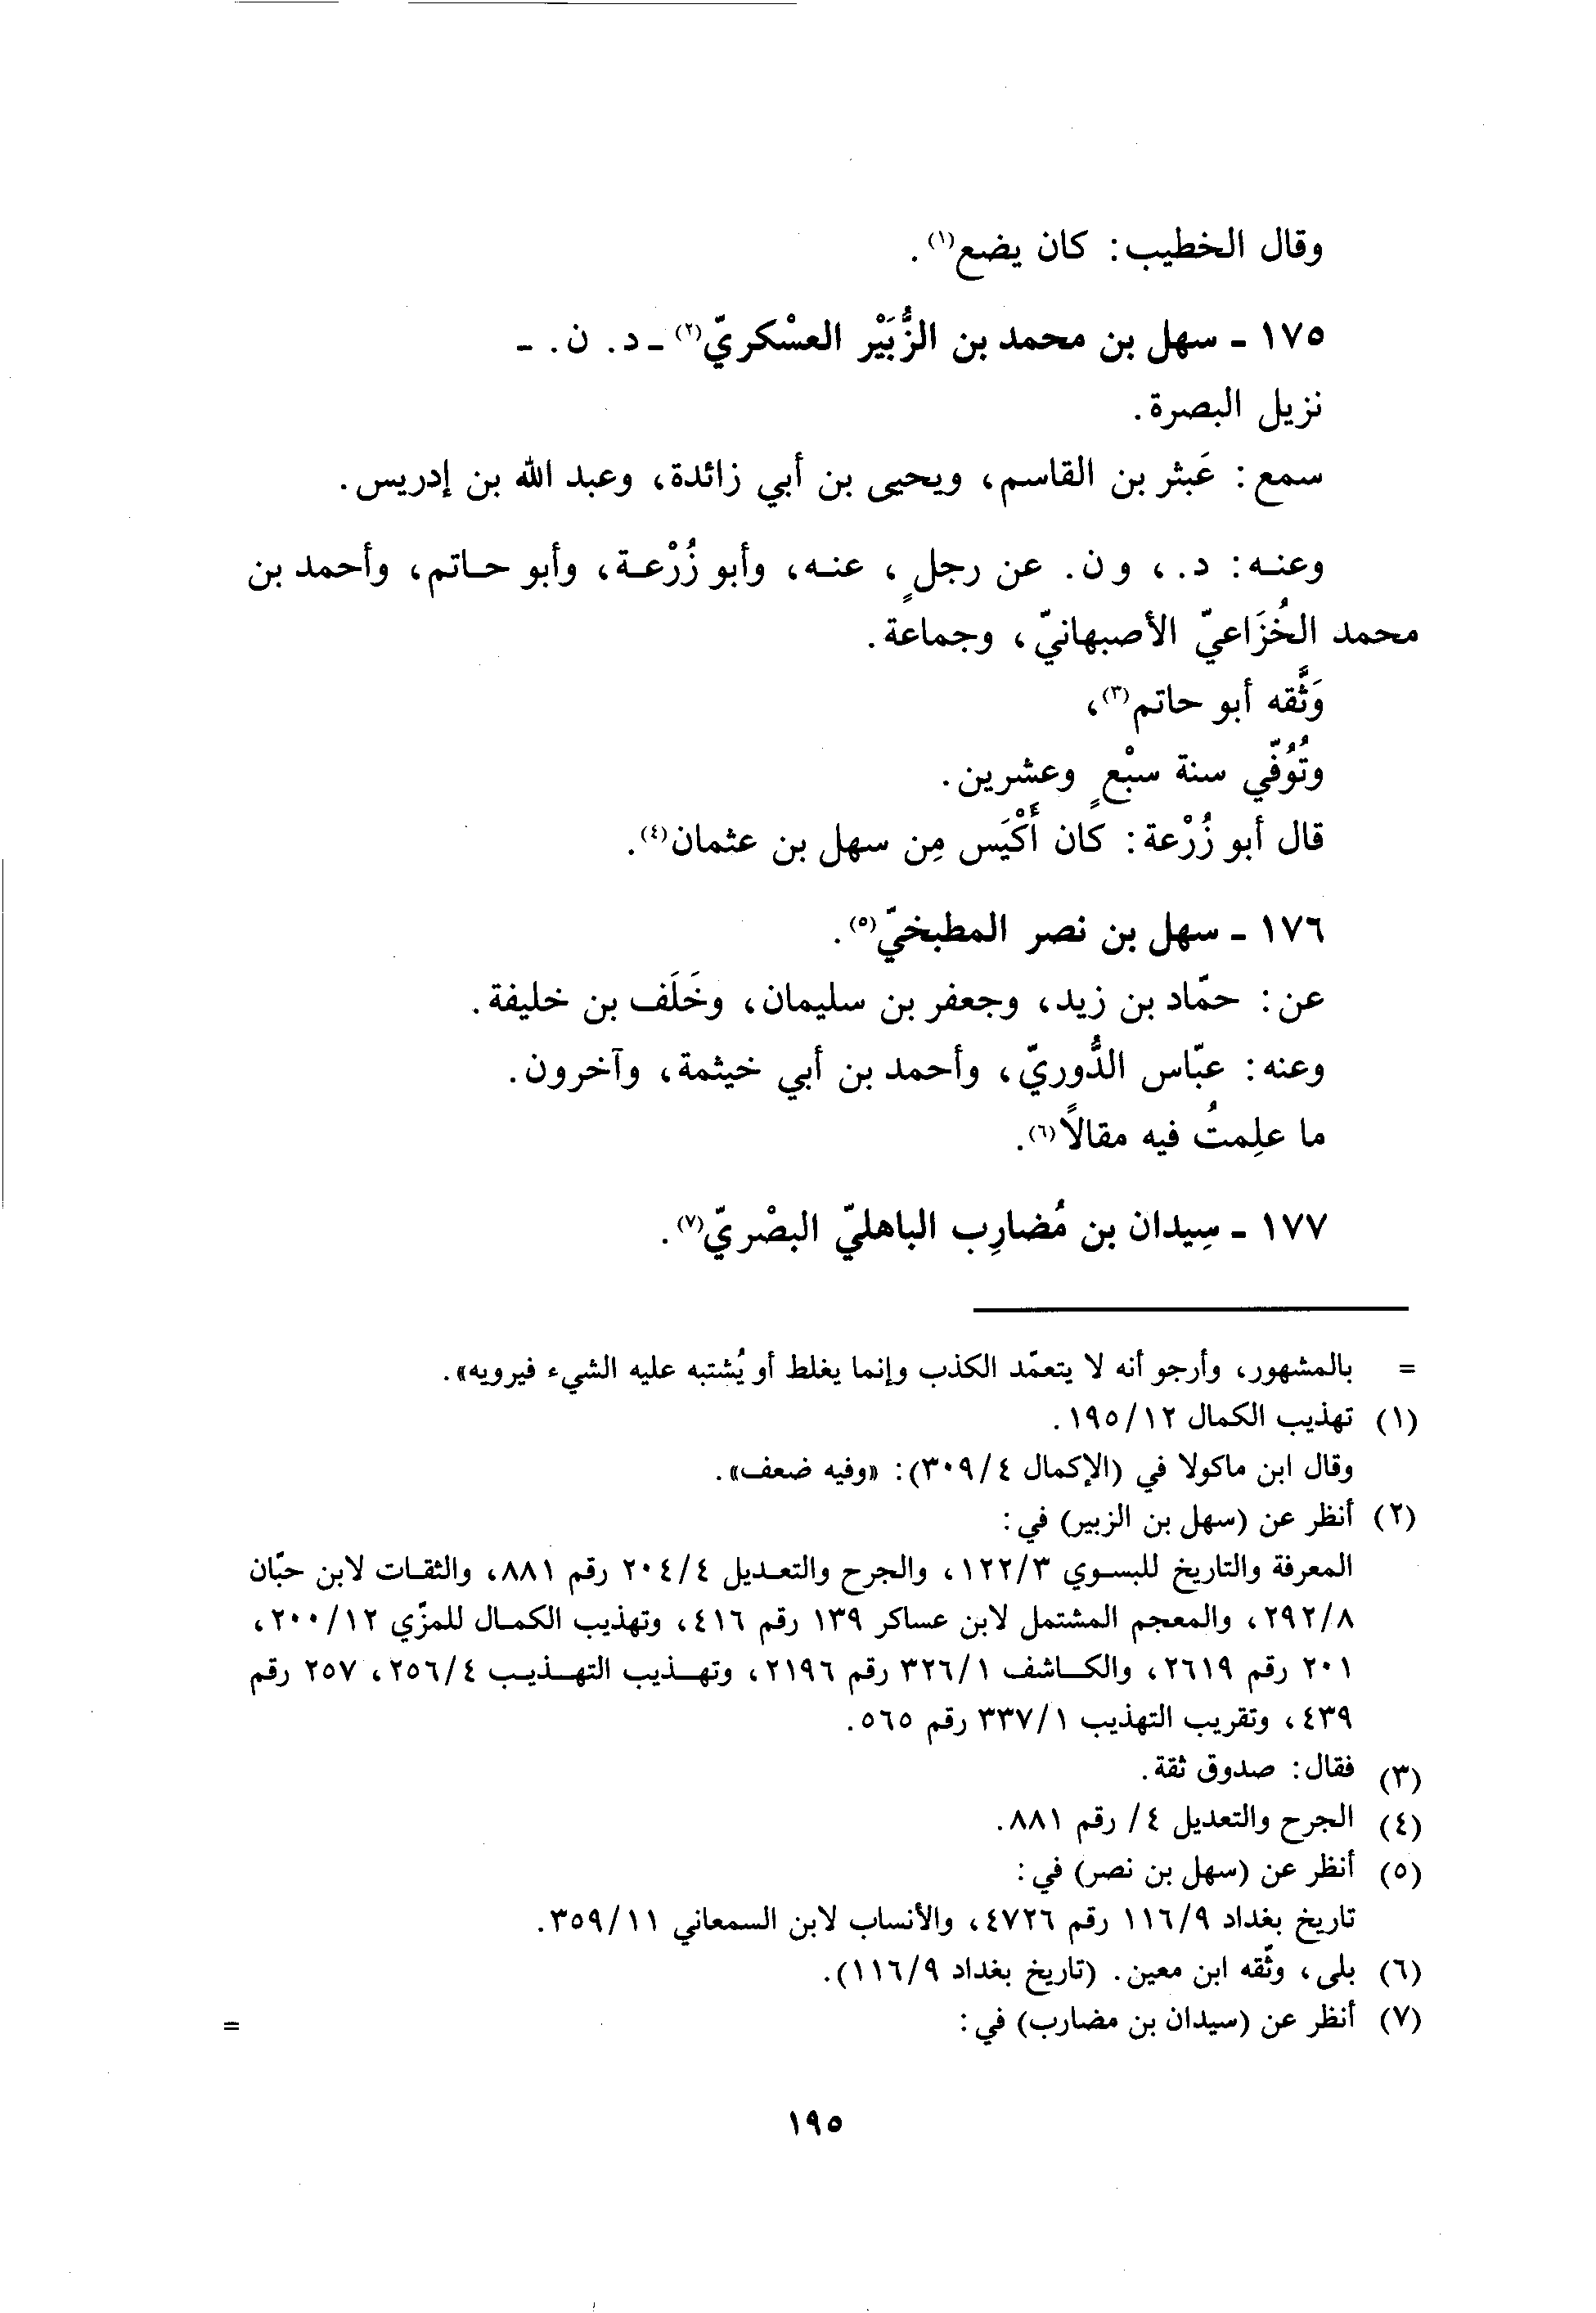 وقال الخطيب: كان يضع(١).
١٧٥ - سهل بن محمد بن الزُّبَيْر العسْكريّ(٢) - د. ن. -
نزيل البصرة.
سمع: عَبثر بن القاسم، ويحيى بن أبي زائدة، وعبد الله بن إدريس.
وعنه: د.، ون. عن رجلٍ، عنه، وأبو زُرْعة، وأبو حاتم، وأحمد بن
محمد الخُزَاعيّ الأصبهانيّ، وجماعة.
وَثَّقه أبو حاتم(٣)،
وتُوُفّي سنة سبْعٍ وعشرين.
قال أبو زُرْعة: كان أَكْيَس مِن سهل بن عثمان(٤).
١٧٦ - سهل بن نصر المطبخيّ(٥).
عن: حمّاد بن زيد، وجعفر بن سليمان، وخَلَف بن خليفة.
وعنه: عبّاس الدُّوريّ، وأحمد بن أبي خيثمة، وآخرون.
ما علِمتُ فيه مقالًا(٦).
١٧٧ - سِيدان بن مُضارِب الباهليّ البصْريّ(٧).
= بالمشهور، وأرجو أنه لا يتعمّد الكذب وإنما يغلط أو يُشتبه عليه الشيء فيرويه».
(١) تهذيب الكمال ١٢/١٩٥.
وقال ابن ماكولا في (الإكمال ٤/٣٠٩): «وفيه ضعف».
(٢) أنظر عن (سهل بن الزبير) في:
المعرفة والتاريخ للبسوي ٣/١٢٢، والجرح والتعديل ٤/٢٠٤ رقم ٨٨١، والثقات لابن حبّان
٨/٢٩٢، والمعجم المشتمل لابن عساكر ١٣٩ رقم ٤١٦، وتهذيب الكمال للمزّي ١٢/٢٠٠،
٢٠١ رقم ٢٦١٩، والكاشف ١/٣٢٦ رقم ٢١٩٦، وتهذيب التهذيب ٤/٢٥٦، ٢٥٧ رقم
٤٣٩، وتقريب التهذيب ١/٣٣٧ رقم ٥٦٥.
(٣) فقال: صدوق ثقة.
(٤) الجرح والتعديل ٤/ رقم ٨٨١.
(٥) أنظر عن (سهل بن نصر) في:
تاريخ بغداد ٩/١١٦ رقم ٤٧٢٦، والأنساب لابن السمعاني ١١/٣٥٩.
(٦) بلى، وثّقه ابن معين. (تاريخ بغداد ٩/١١٦).
(٧) أنظر عن (سيدان بن مضارب) في: =
١٩٥